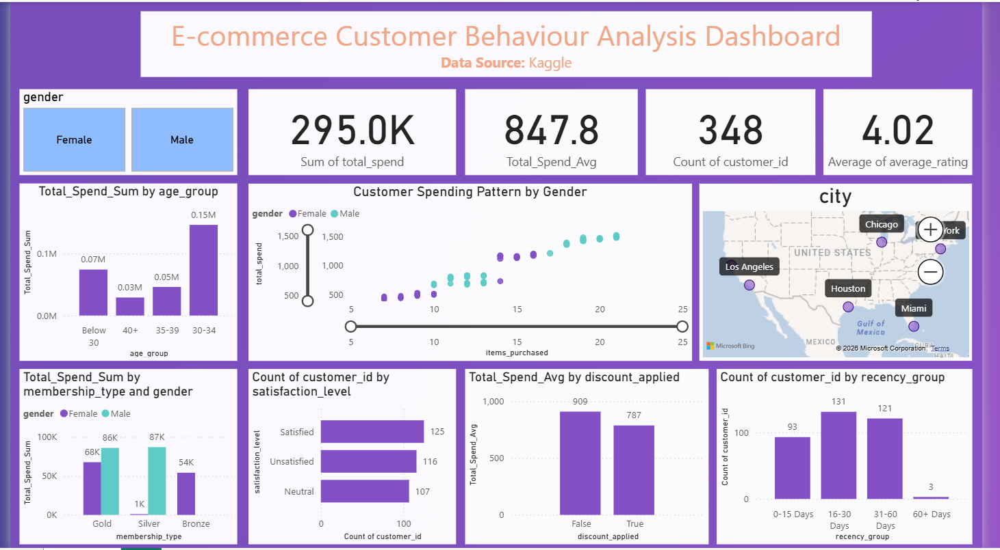 E-commerce Customer Behaviour Analysis Dashboard
Data Source: Kaggle
gender
Female
Male
295.0K
Sum of total_spend
847.8
Total_Spend_Avg
348
Count of customer_id
4.02
Average of average_rating
Total_Spend_Sum by age_group
Total_Spend_Sum
0.1M
0.0M
0.07M
0.03M
0.05M
0.15M
Below
30
40+
35-39
30-34
age_group
Customer Spending Pattern by Gender
gender Female Male
total_spend
1,500
1,000
500
1,500
1,000
500
5 10 15 20 25
5 10 15 20 25
items_purchased
city
Chicago
York
UNITED STATES
Los Angeles
Houston
Miami
Gulf of
Mexico
MEXICO
CUBA
HAITI
Microsoft Bing
© 2026 Microsoft Corporation Terms
Total_Spend_Sum by
membership_type and gender
gender Female Male
Total_Spend_Sum
100K
50K
0K
68K
86K
1K
87K
54K
Gold
Silver
Bronze
membership_type
Count of customer_id by
satisfaction_level
satisfaction_level
Satisfied 125
Unsatisfied 116
Neutral 107
0 100
Count of customer_id
Total_Spend_Avg by discount_applied
Total_Spend_Avg
1,000
500
0
909
787
False
True
discount_applied
Count of customer_id by recency_group
Count of customer_id
100
0
93
131
121
3
0-15 Days
16-30
Days
31-60
Days
60+ Days
recency_group